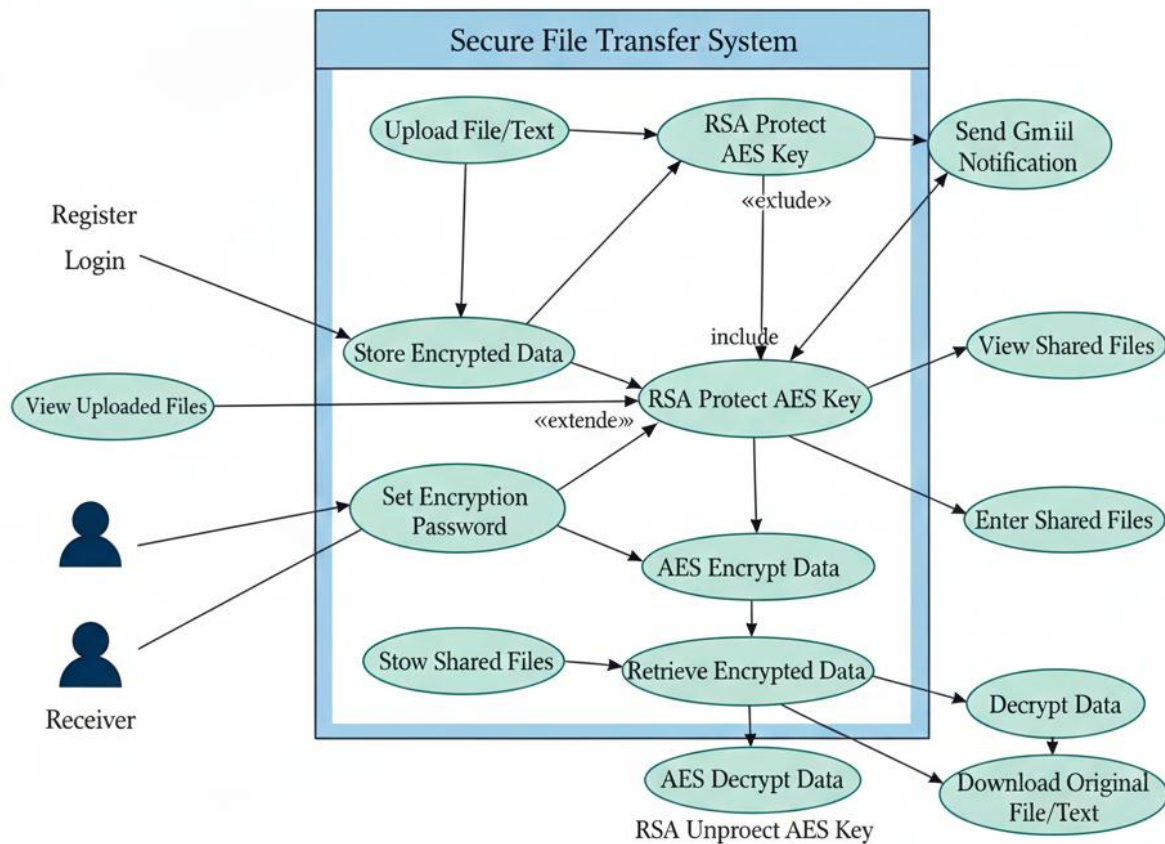 Secure File Transfer System
Upload File/Text
RSA Protect
AES Key
Send Gmiil
Notification
«exlude»
Register
Login
Store Encrypted Data
include
View Shared Files
View Uploaded Files
RSA Protect AES Key
«extende»
Set Encryption
Password
Enter Shared Files
AES Encrypt Data
Stow Shared Files
Retrieve Encrypted Data
Decrypt Data
Receiver
AES Decrypt Data
Download Original
File/Text
RSA Unproect AES Key